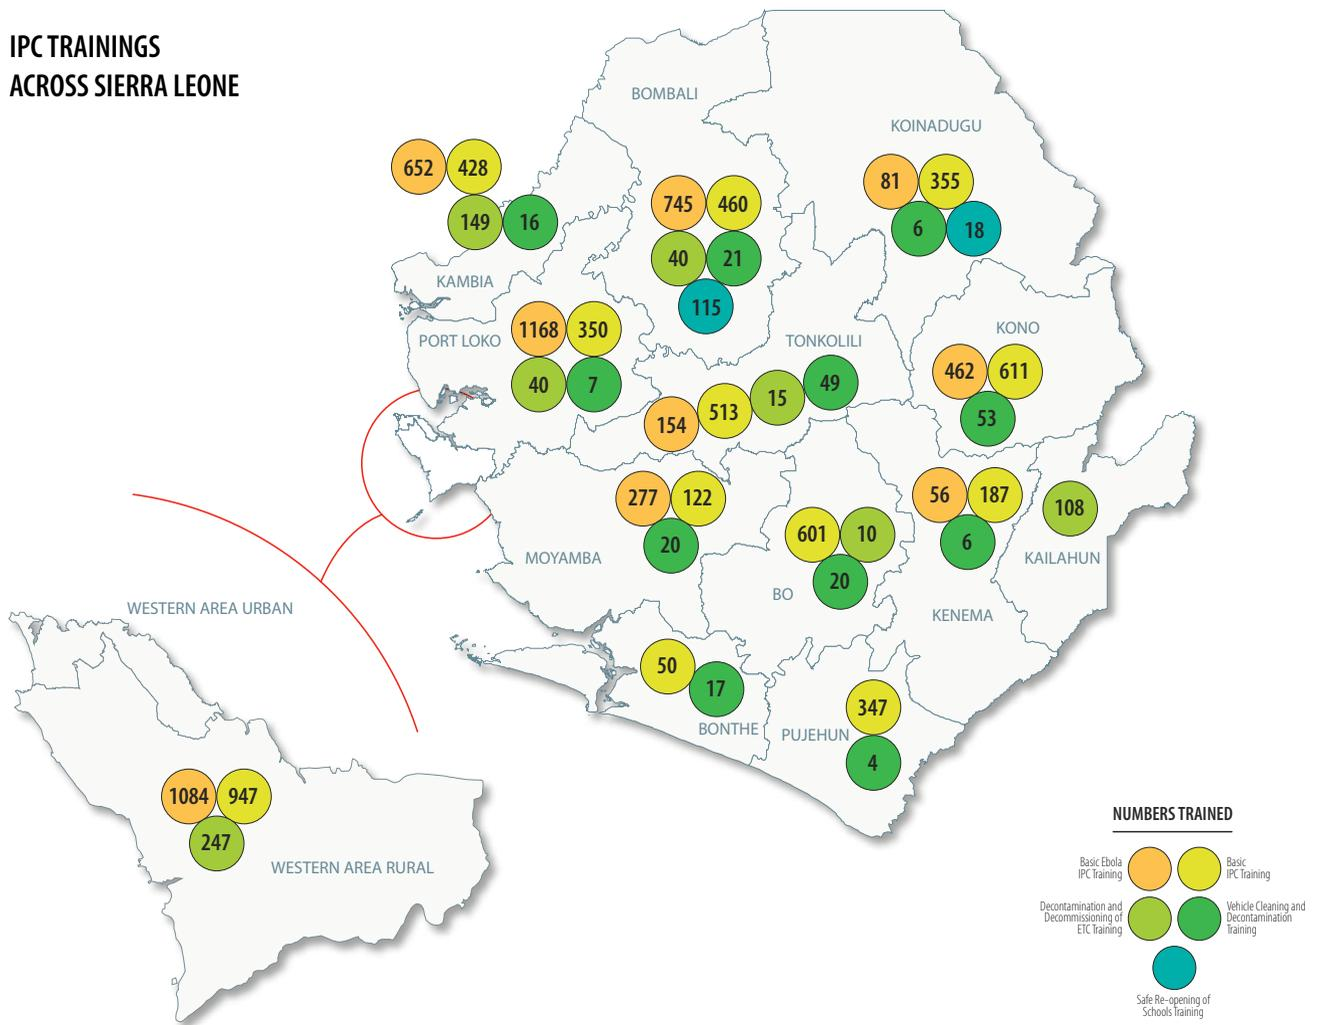 IPC TRAININGS
ACROSS SIERRA LEONE
BOMBALI
KOINADUGU
652 428
149 16
745 460
40 21
115
81 355
6 18
KAMBIA
PORT LOKO
1168 350
40 7
TONKOLILI
154 513 15 49
KONO
462 611
53
277 122
20
MOYAMBA
601 10
20
BO
56 187
6
KENEMA
108
KAILAHUN
50
17
BONTHE
PUJEHUN
347
4
WESTERN AREA URBAN
1084 947
247
WESTERN AREA RURAL
NUMBERS TRAINED
Basic Ebola
IPC Training
Basic
IPC Training
Decontamination and
Decommissioning of
ETC Training
Vehicle Cleaning and
Decontamination
Training
Safe Re-opening of
Schools Training